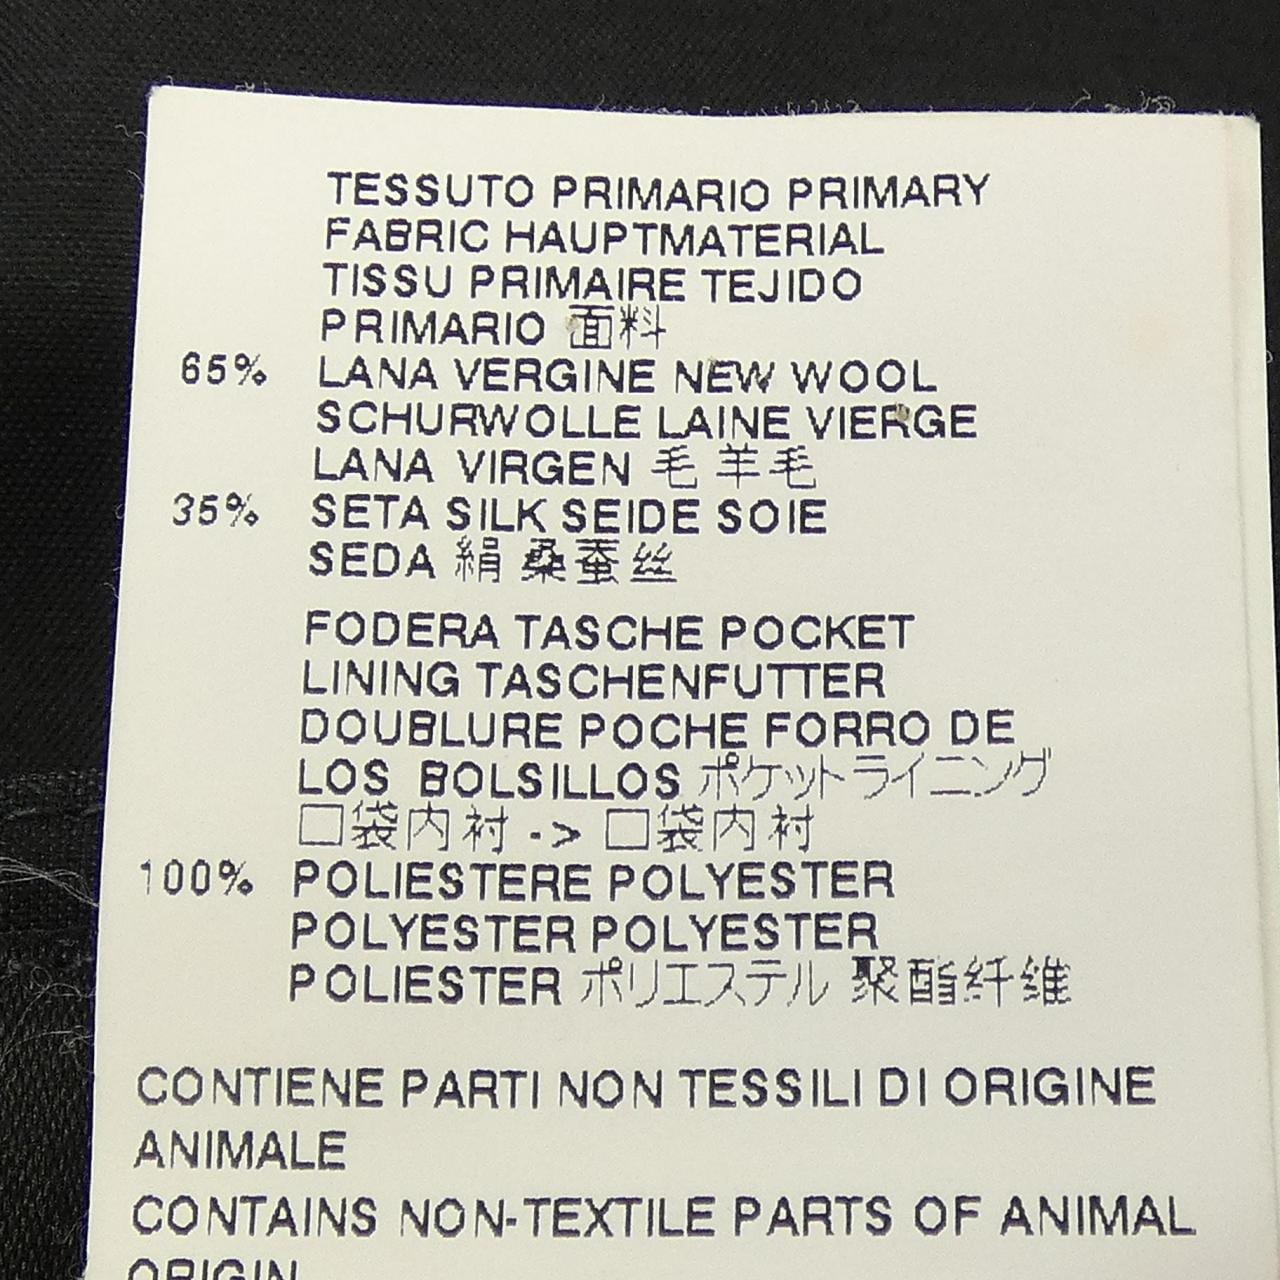 TESSUTO PRIMARIO PRIMARY
FABRIC HAUPTMATERIAL
TISSU PRIMAIRE TEJIDO
PRIMARIO 面料
65% LANA VERGINE NEW WOOL
SCHURWOLLE LAINE VIERGE
LANA VIRGEN 毛 羊毛
35% SETA SILK SEIDE SOIE
SEDA 絹 桑蚕丝
FODERA TASCHE POCKET
LINING TASCHENFUTTER
DOUBLURE POCHE FORRO DE
LOS BOLSILLOS ポケットライニング
口袋内衬 -> 口袋内衬
100% POLIESTERE POLYESTER
POLYESTER POLYESTER
POLIESTER ポリエステル 聚酯纤维
CONTIENE PARTI NON TESSILI DI ORIGINE
ANIMALE
CONTAINS NON-TEXTILE PARTS OF ANIMAL
ORIGIN